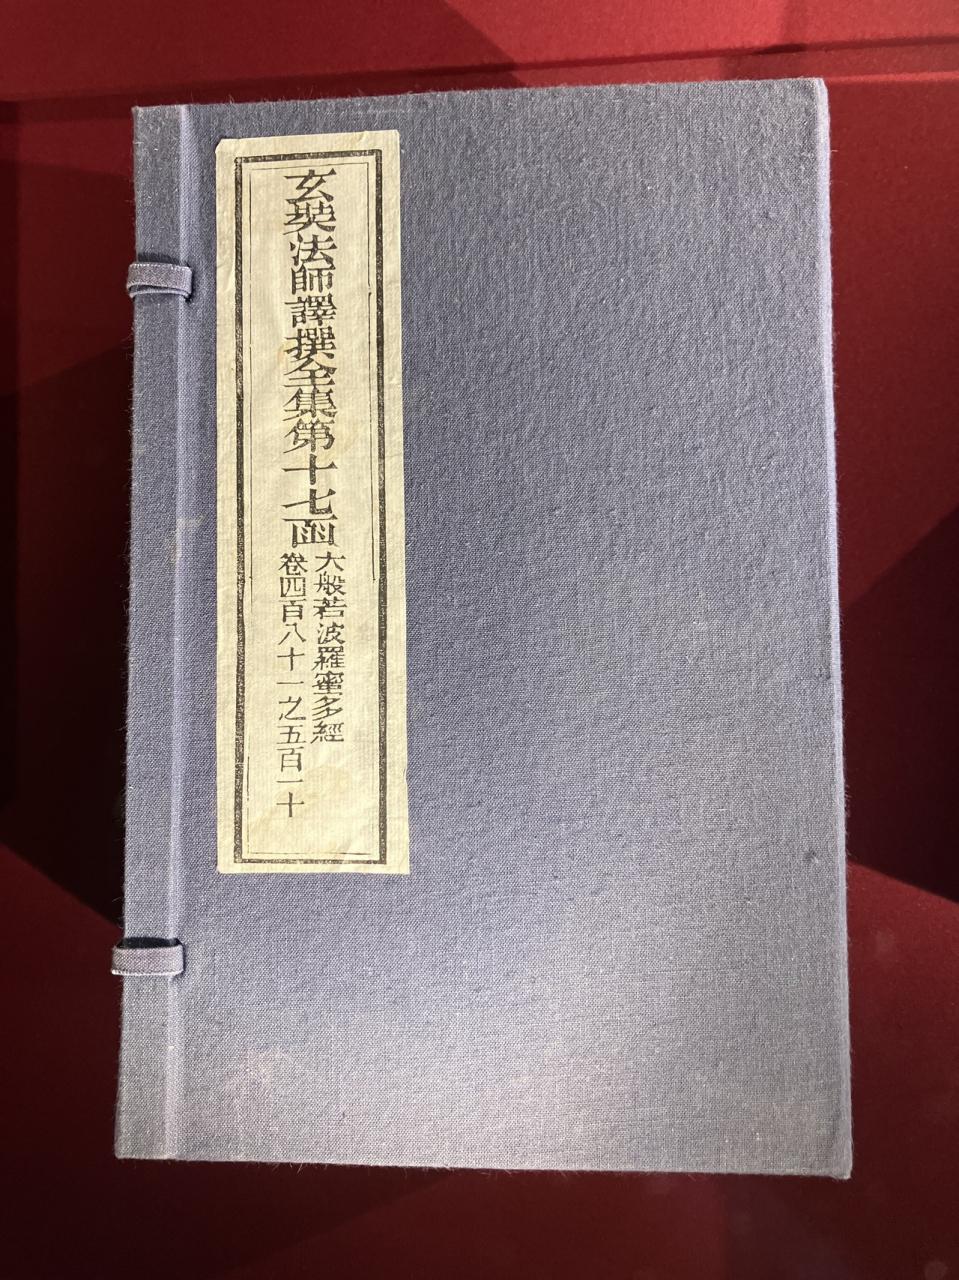 玄奘法師譯撰全集第十七函
大般若波羅蜜多經
卷四百八十一之五百一十